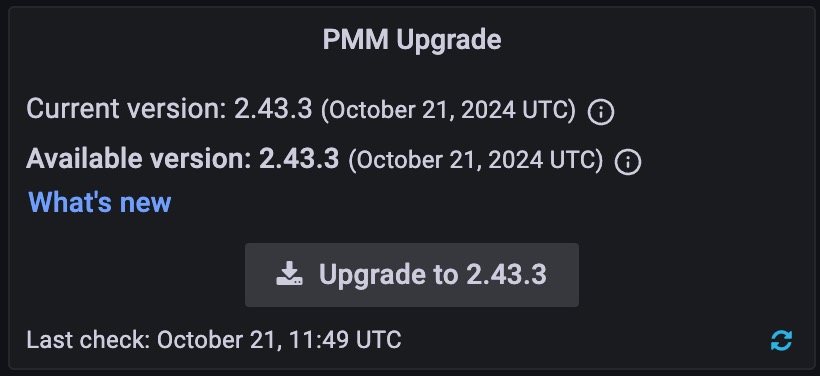 PMM Upgrade
Current version: 2.43.3 (October 21, 2024 UTC)
Available version: 2.43.3 (October 21, 2024 UTC)
What's new
Upgrade to 2.43.3
Last check: October 21, 11:49 UTC